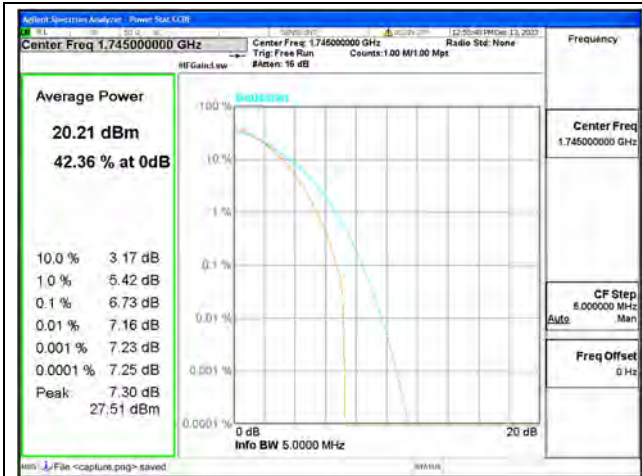 Agilent Spectrum Analyzer - Power Stat CCDF
Center Freq 1.745000000 GHz
Center Freq: 1.745000000 GHz
Radio Std: None
Trig: Free Run
Counts:1.00 M/1.00 Mpt
#IFGain:Low
#Atten: 16 dB
12:55:48 PM Dec 13, 2023
Frequency
Average Power
20.21 dBm
42.36 % at 0dB
10.0 % 3.17 dB
1.0 % 5.42 dB
0.1 % 6.73 dB
0.01 % 7.16 dB
0.001 % 7.23 dB
0.0001 % 7.25 dB
Peak 7.30 dB
27.51 dBm
Gaussian
100 %
10 %
1 %
0.1 %
0.01 %
0.001 %
0.0001 %
0 dB
20 dB
Info BW 5.0000 MHz
Center Freq
1.745000000 GHz
CF Step
5.000000 MHz
Auto Man
Freq Offset
0 Hz
MSG
File <capture.png> saved
STATUS